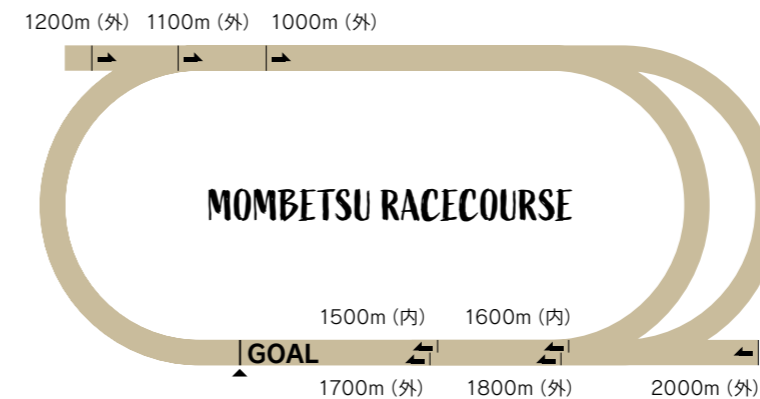 1200m (外) 1100m (外) 1000m (外)
MOMBETSU RACECOURSE
1500m (内) 1600m (内)
GOAL
1700m (外) 1800m (外) 2000m (外)